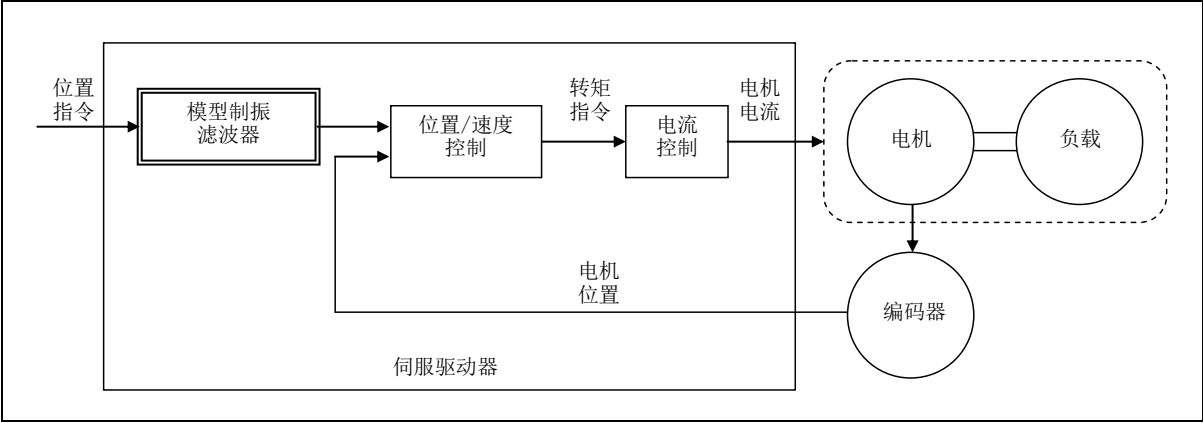 位置
指令
模型制振
滤波器
位置/速度
控制
转矩
指令
电流
控制
电机
电流
电机
负载
电机
位置
编码器
伺服驱动器